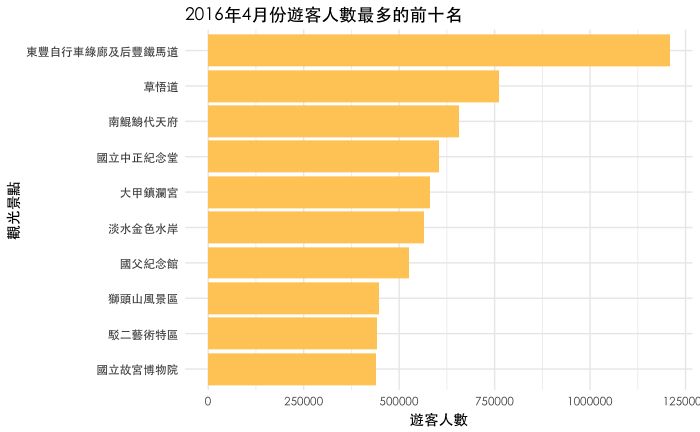 2016年4月份遊客人數最多的前十名
觀光景點
東豐自行車綠廊及后豐鐵馬道
草悟道
南鯤鯓代天府
國立中正紀念堂
大甲鎮瀾宮
淡水金色水岸
國父紀念館
獅頭山風景區
駁二藝術特區
國立故宮博物院
0 250000 500000 750000 1000000 125000
遊客人數